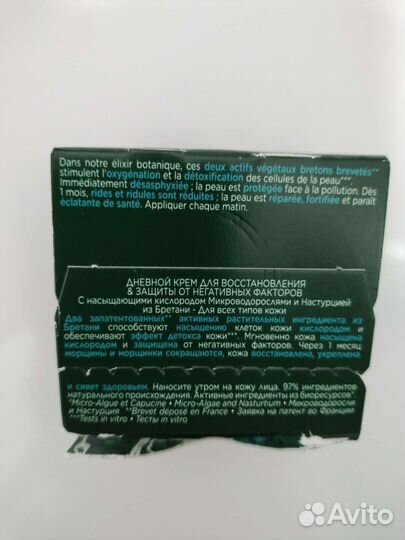 Dans notre élixir botanique, ces deux actifs végétaux bretons brevetés**
stimulent l'oxygénation et la détoxification des cellules de la peau***.
Immédiatement désasphyxiée ; la peau est protégée face à la pollution. Dès
1 mois, rides et ridules sont réduites ; la peau est réparée, fortifiée et paraît
éclatante de santé. Appliquer chaque matin.
ДНЕВНОЙ КРЕМ ДЛЯ ВОССТАНОВЛЕНИЯ
& ЗАЩИТЫ ОТ НЕГАТИВНЫХ ФАКТОРОВ
С насыщающими кислородом Микроводорослями и Настурцией
из Бретани - Для всех типов кожи
Два запатентованных** активных растительных ингредиента из
Бретани способствуют насыщению клеток кожи кислородом и
обеспечивают эффект детокса кожи***. Мгновенно кожа насыщена
кислородом и защищена от негативных факторов. Через 1 месяц
морщины и морщинки сокращаются, кожа восстановлена, укреплена
и сияет здоровьем. Наносите утром на кожу лица. 97% ингредиентов
натурального происхождения. Активные ингредиенты из биоресурсов*.
*Micro-Algue et Capucine • Micro-Algae and Nasturtium • Микроводоросли
и Настурция **Brevet déposé en France • Заявка на патент во Франции
***Tests in vitro • Тесты in vitro
Avito